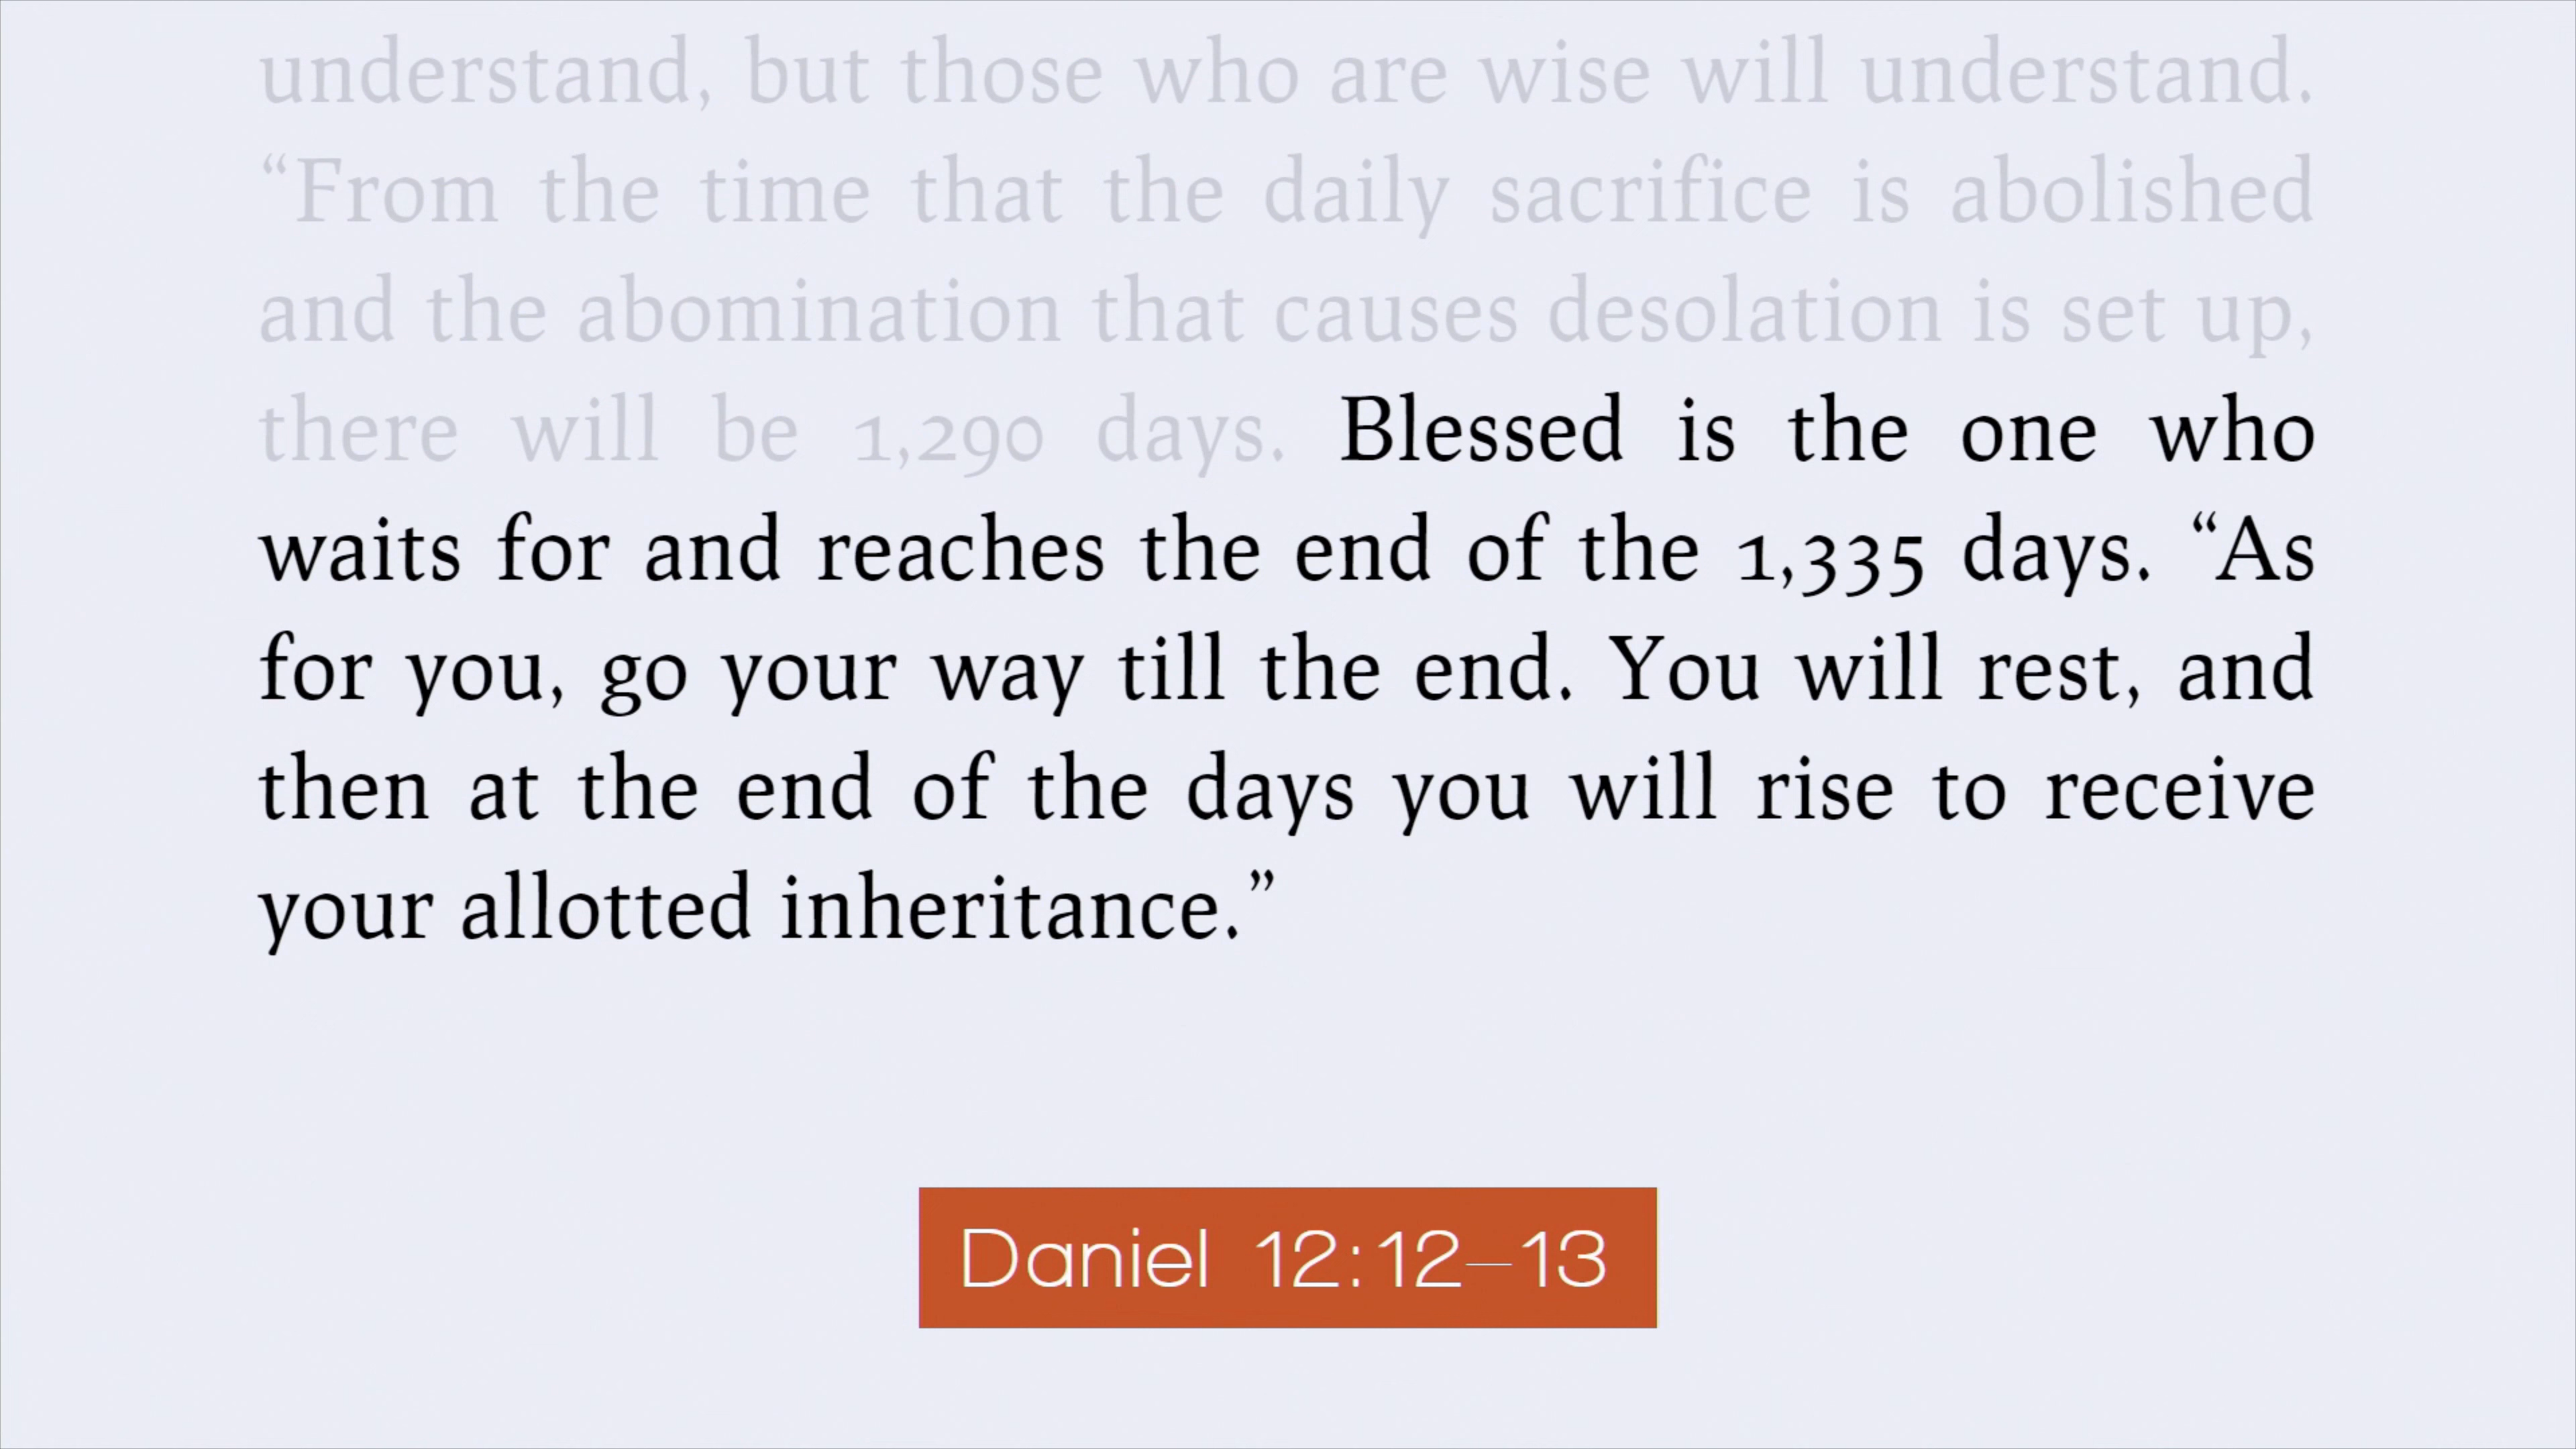 understand, but those who are wise will understand.
“From the time that the daily sacrifice is abolished
and the abomination that causes desolation is set up,
there will be 1,290 days. Blessed is the one who
waits for and reaches the end of the 1,335 days. “As
for you, go your way till the end. You will rest, and
then at the end of the days you will rise to receive
your allotted inheritance.”
Daniel 12:12–13